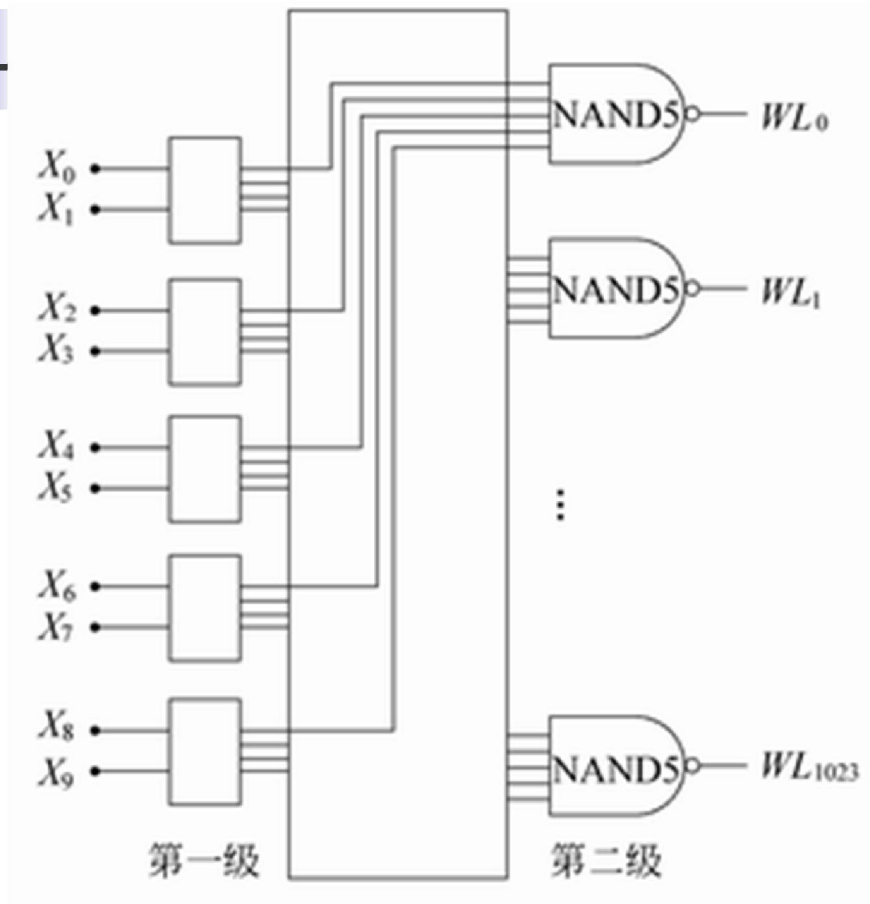 X0
X1
X2
X3
X4
X5
X6
X7
X8
X9
第一级
NAND5 WL0
NAND5 WL1
⋮
NAND5 WL1023
第二级